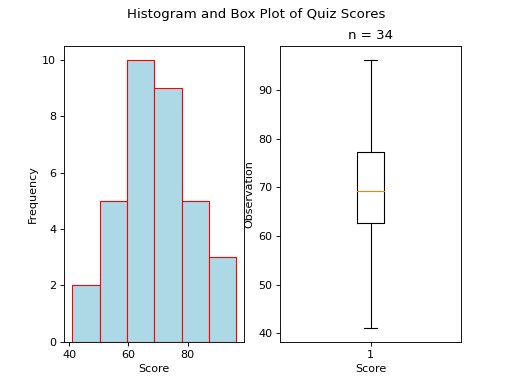 Histogram and Box Plot of Quiz Scores
n = 34
Frequency
10
8
6
4
2
0
40 60 80
Score
Observation
90
80
70
60
50
40
1
Score